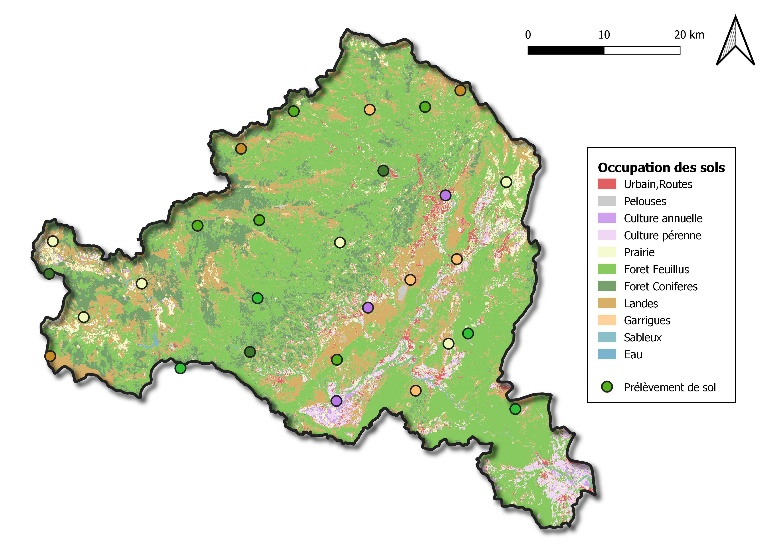 0 10 20 km
Occupation des sols
Urbain,Routes
Pelouses
Culture annuelle
Culture pérenne
Prairie
Foret Feuillus
Foret Coniferes
Landes
Garrigues
Sableux
Eau
Prélèvement de sol